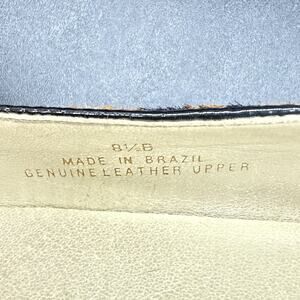 8½B
MADE IN BRAZIL
GENUINE LEATHER UPPER